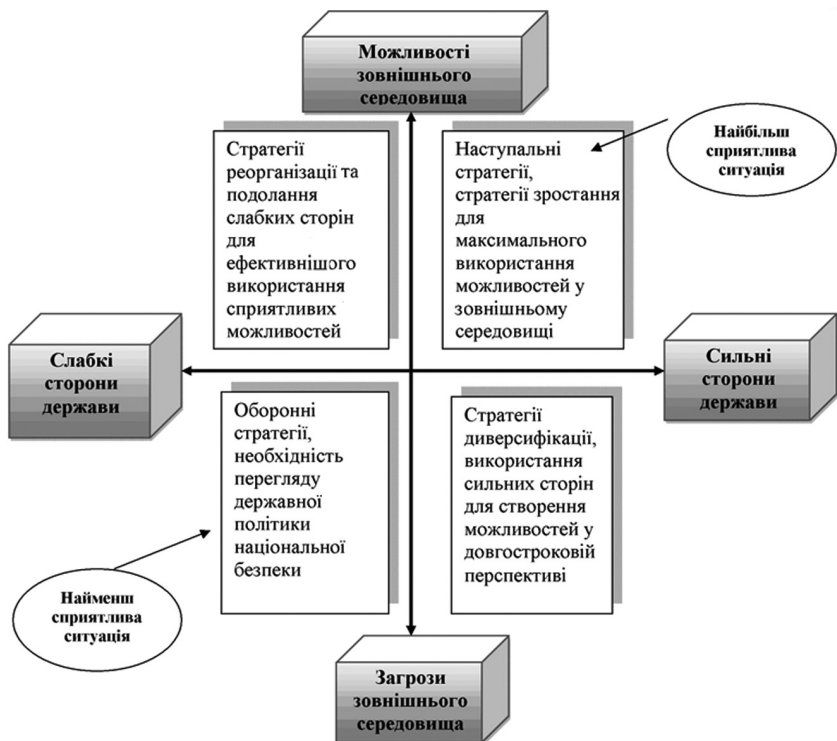 Можливості
зовнішнього
середовища
Найбільш
сприятлива
ситуація
Стратегії
реорганізації та
подолання
слабких сторін
для
ефективнішого
використання
сприятливих
можливостей
Наступальні
стратегії,
стратегії зростання
для
максимального
використання
можливостей у
зовнішньому
середовищі
Слабкі
сторони
держави
Сильні
сторони
держави
Оборонні
стратегії,
необхідність
перегляду
державної
політики
національної
безпеки
Стратегії
диверсифікації,
використання
сильних сторін
для створення
можливостей у
довгостроковій
перспективі
Найменш
сприятлива
ситуація
Загрози
зовнішнього
середовища